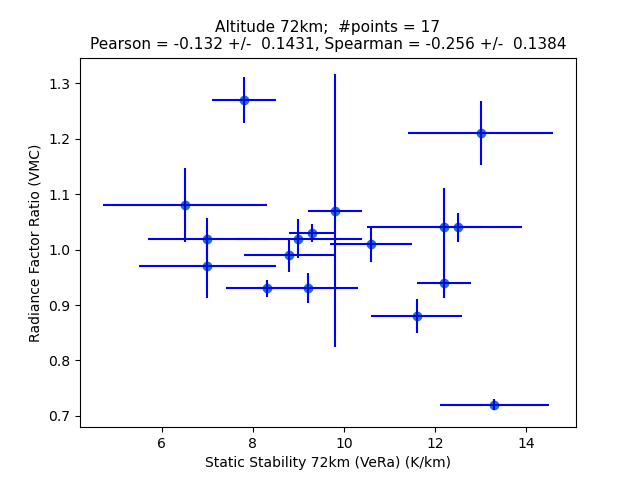 Altitude 72km;  #points = 17
Pearson = -0.132 +/-  0.1431, Spearman = -0.256 +/-  0.1384
1.3
1.2
1.1
1.0
0.9
0.8
0.7
Radiance Factor Ratio (VMC)
6 8 10 12 14
Static Stability 72km (VeRa) (K/km)